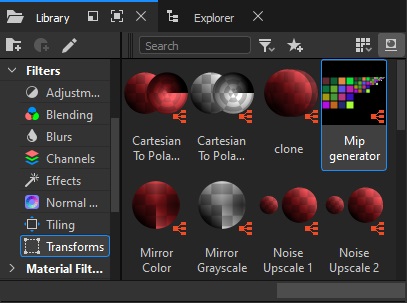 Library
Explorer
Search
Filters
Adjustm...
Blending
Blurs
Channels
Effects
Normal ...
Tiling
Transforms
Material Filt...
Cartesian
To Pola...
Cartesian
To Pola...
clone
Mip
generator
Mirror
Color
Mirror
Grayscale
Noise
Upscale 1
Noise
Upscale 2